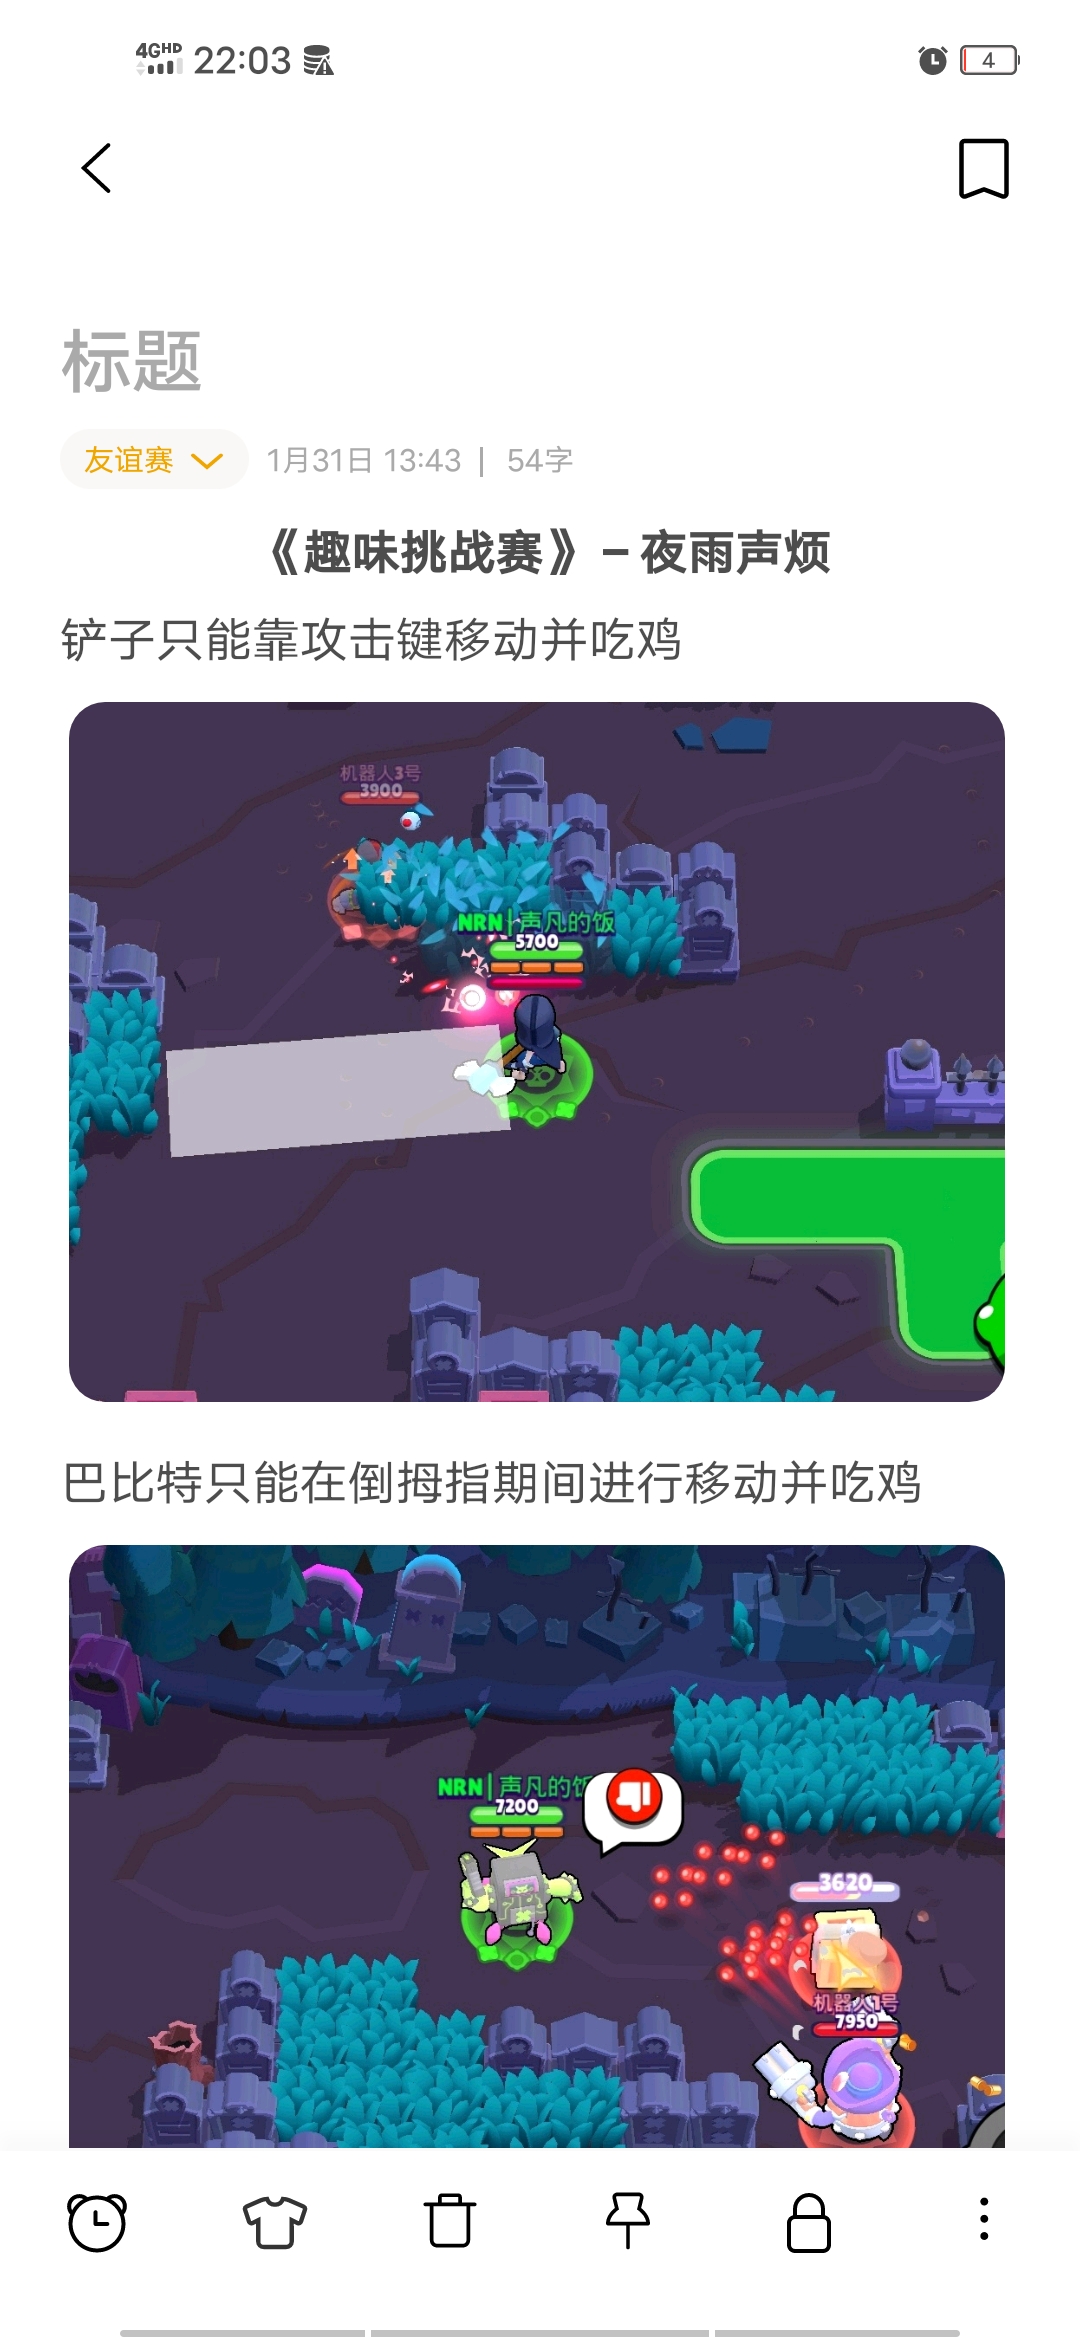 4GHD 22:03 4
标题
友谊赛 1月31日 13:43 | 54字
《趣味挑战赛》 – 夜雨声烦
铲子只能靠攻击键移动并吃鸡
机器人3号
3900
NRN|声凡的饭
5700
巴比特只能在倒拇指期间进行移动并吃鸡
NRN|声凡的饭
7200
3620
机器人1号
7950